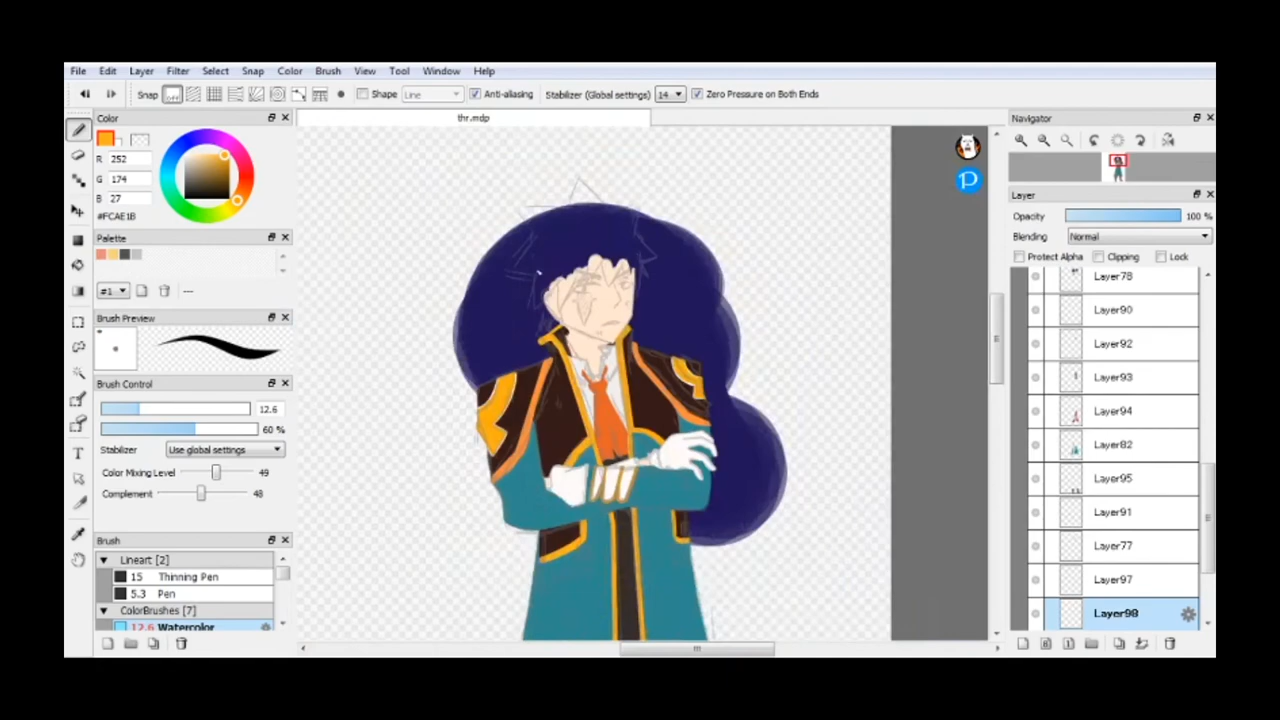 File Edit Layer Filter Select Snap Color Brush View Tool Window Help
Snap OFF Shape Line Anti-aliasing Stabilizer (Global settings) 14 Zero Pressure on Both Ends
Color
thr.mdp
R 252
G 174
B 27
#FCAE1B
Palette
#1 ---
Brush Preview
Brush Control
12.6
60 %
Stabilizer Use global settings
Color Mixing Level 49
Complement 48
Brush
Lineart [2]
15 Thinning Pen
5.3 Pen
ColorBrushes [7]
12.6 Watercolor
P
Navigator
Layer
Opacity 100 %
Blending Normal
Protect Alpha Clipping Lock
Layer78
Layer90
Layer92
Layer93
Layer94
Layer82
Layer95
Layer91
Layer77
Layer97
Layer98